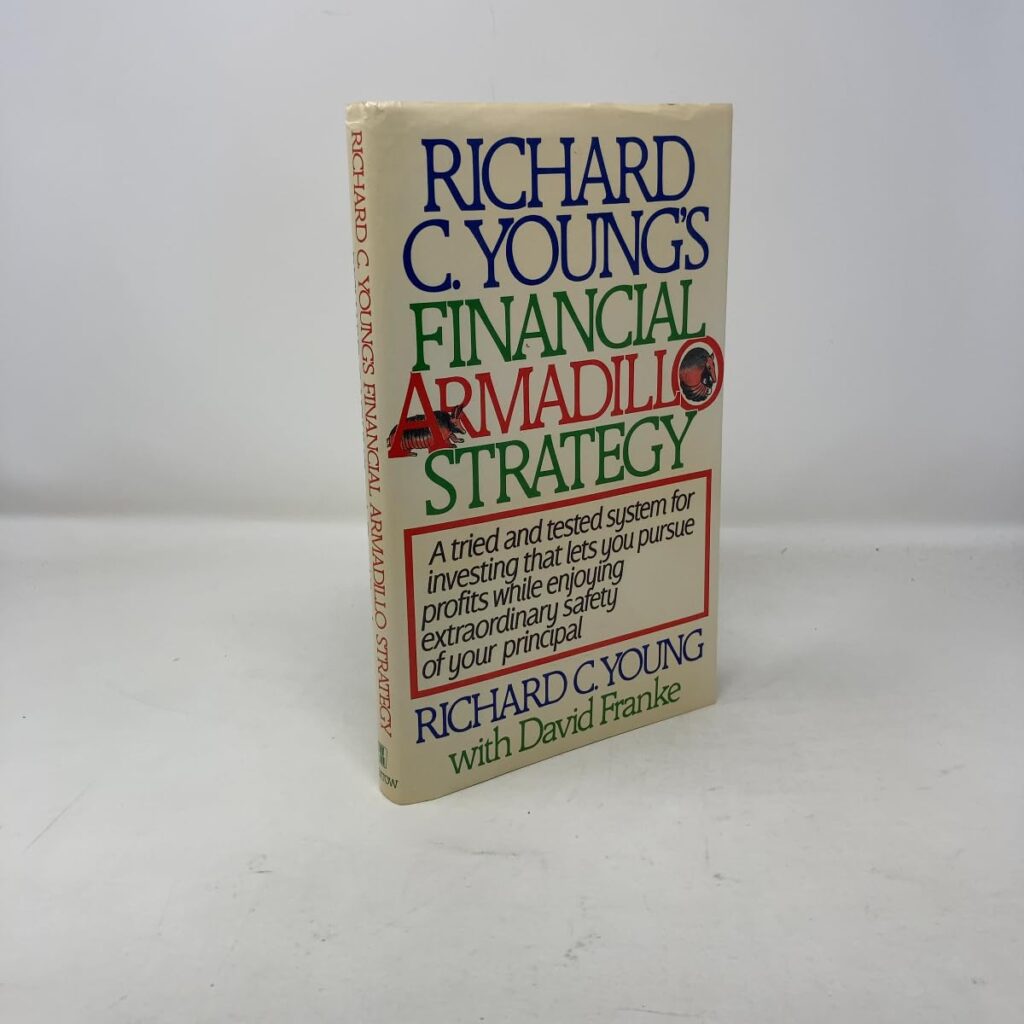 RICHARD C. YOUNG'S FINANCIAL ARMADILLO STRATEGY
RICHARD
C. YOUNG'S
FINANCIAL
ARMADILLO
STRATEGY
A tried and tested system for
investing that lets you pursue
profits while enjoying
extraordinary safety
of your principal
RICHARD C. YOUNG
with David Franke